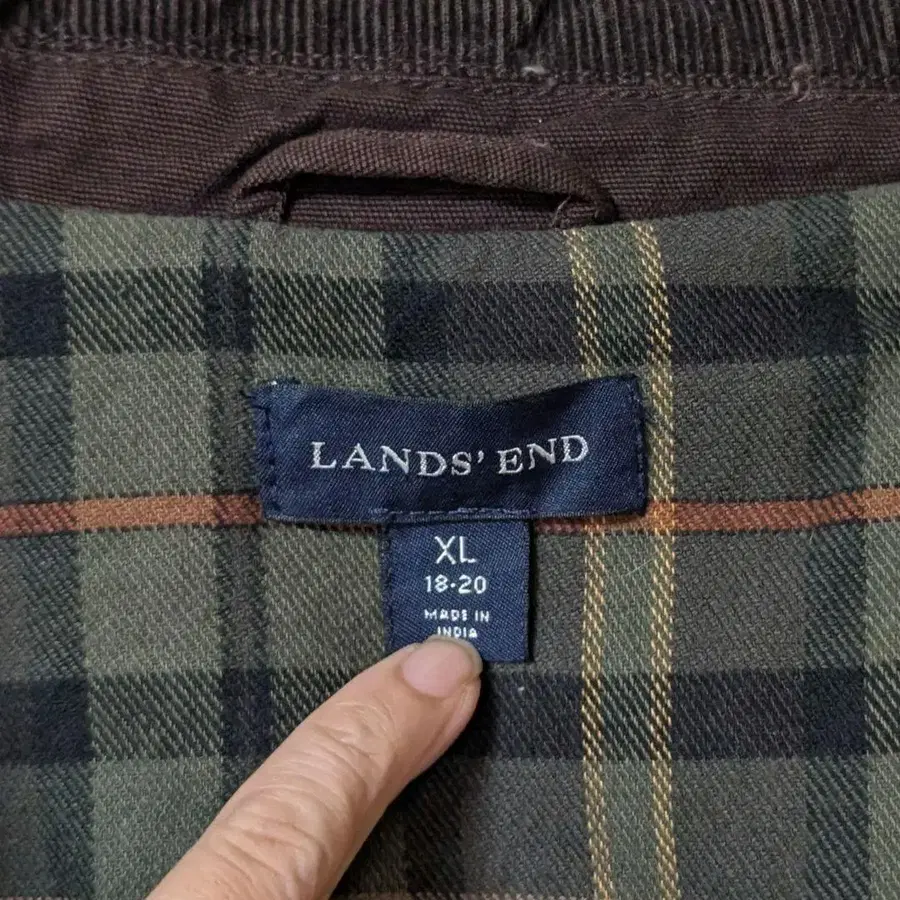 LANDS' END
XL
18-20
MADE IN
INDIA